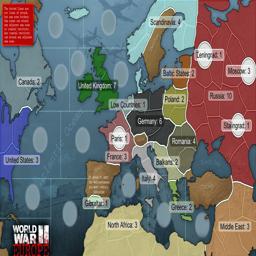 Scandinavia: 4
Leningrad: 1
Canada: 2
Baltic States: 2
Moscow: 3
United Kingdom: 7
Low Countries: 1
Poland: 2
Russia: 10
Germany: 6
Stalingrad: 1
Paris: 1
Romania: 4
United States: 3
France: 3
Balkans: 2
Italy: 4
Gibraltar: 1
Greece: 2
North Africa: 3
Middle East: 3
WORLD
WAR II
EUROPE